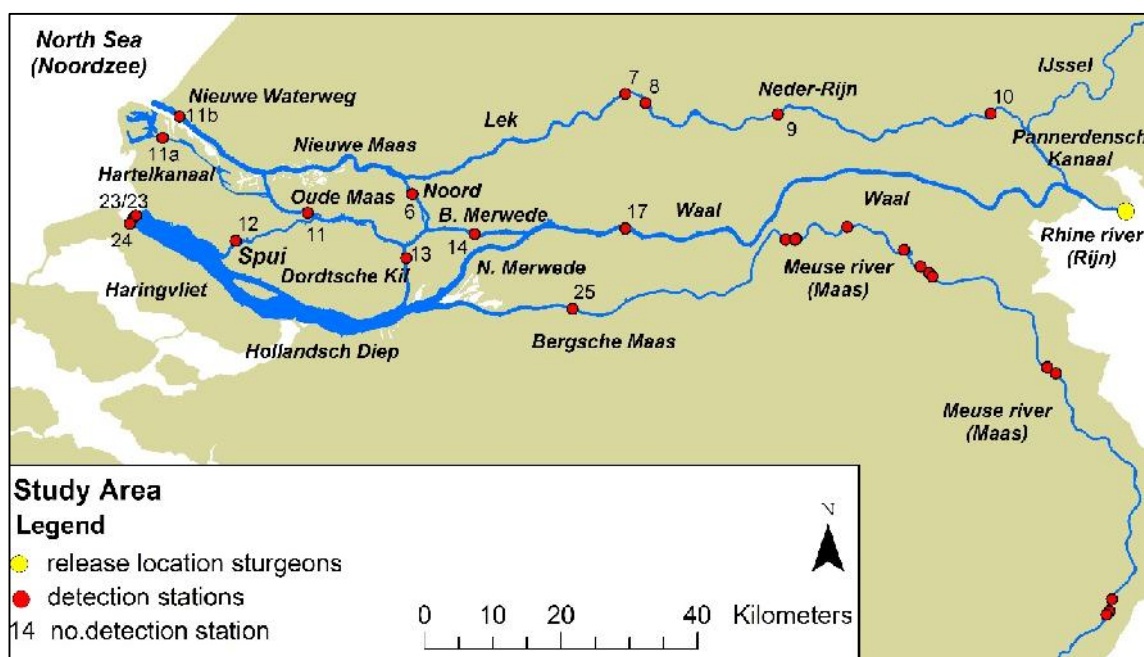 North Sea
(Noordzee)
Nieuwe Waterweg
11b
11a
Hartelkanaal
Nieuwe Maas
Lek
7
8
Neder-Rijn
9
10
IJssel
Pannerdensch
Kanaal
23/23
24
Oude Maas
11
Noord
6
B. Merwede
14
17
Waal
Waal
Rhine river
(Rijn)
12
Spui
13
Dordtsche Kil
N. Merwede
Haringvliet
Hollandsch Diep
25
Bergsche Maas
Meuse river
(Maas)
Meuse river
(Maas)
Study Area
Legend
release location sturgeons
detection stations
14 no.detection station
N
0 10 20 40 Kilometers